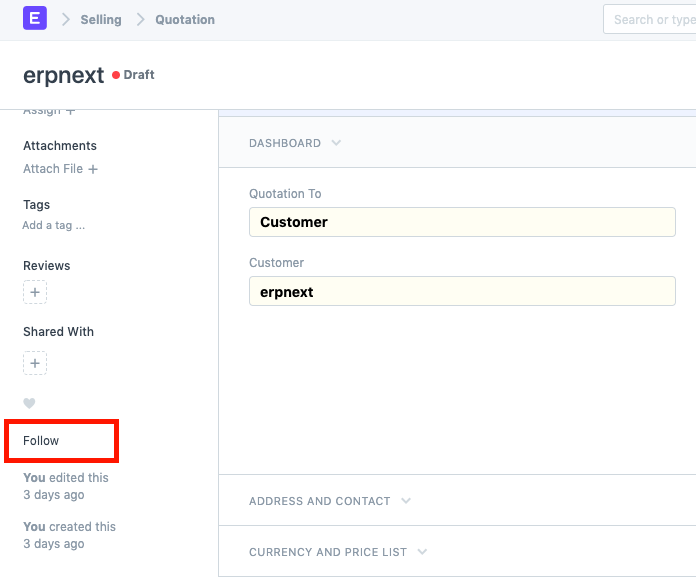 E
Selling
Quotation
Search or type
erpnext
Draft
Assign +
Attachments
Attach File +
Tags
Add a tag ...
Reviews
+
Shared With
+
Follow
You edited this
3 days ago
You created this
3 days ago
DASHBOARD
Quotation To
Customer
Customer
erpnext
ADDRESS AND CONTACT
CURRENCY AND PRICE LIST